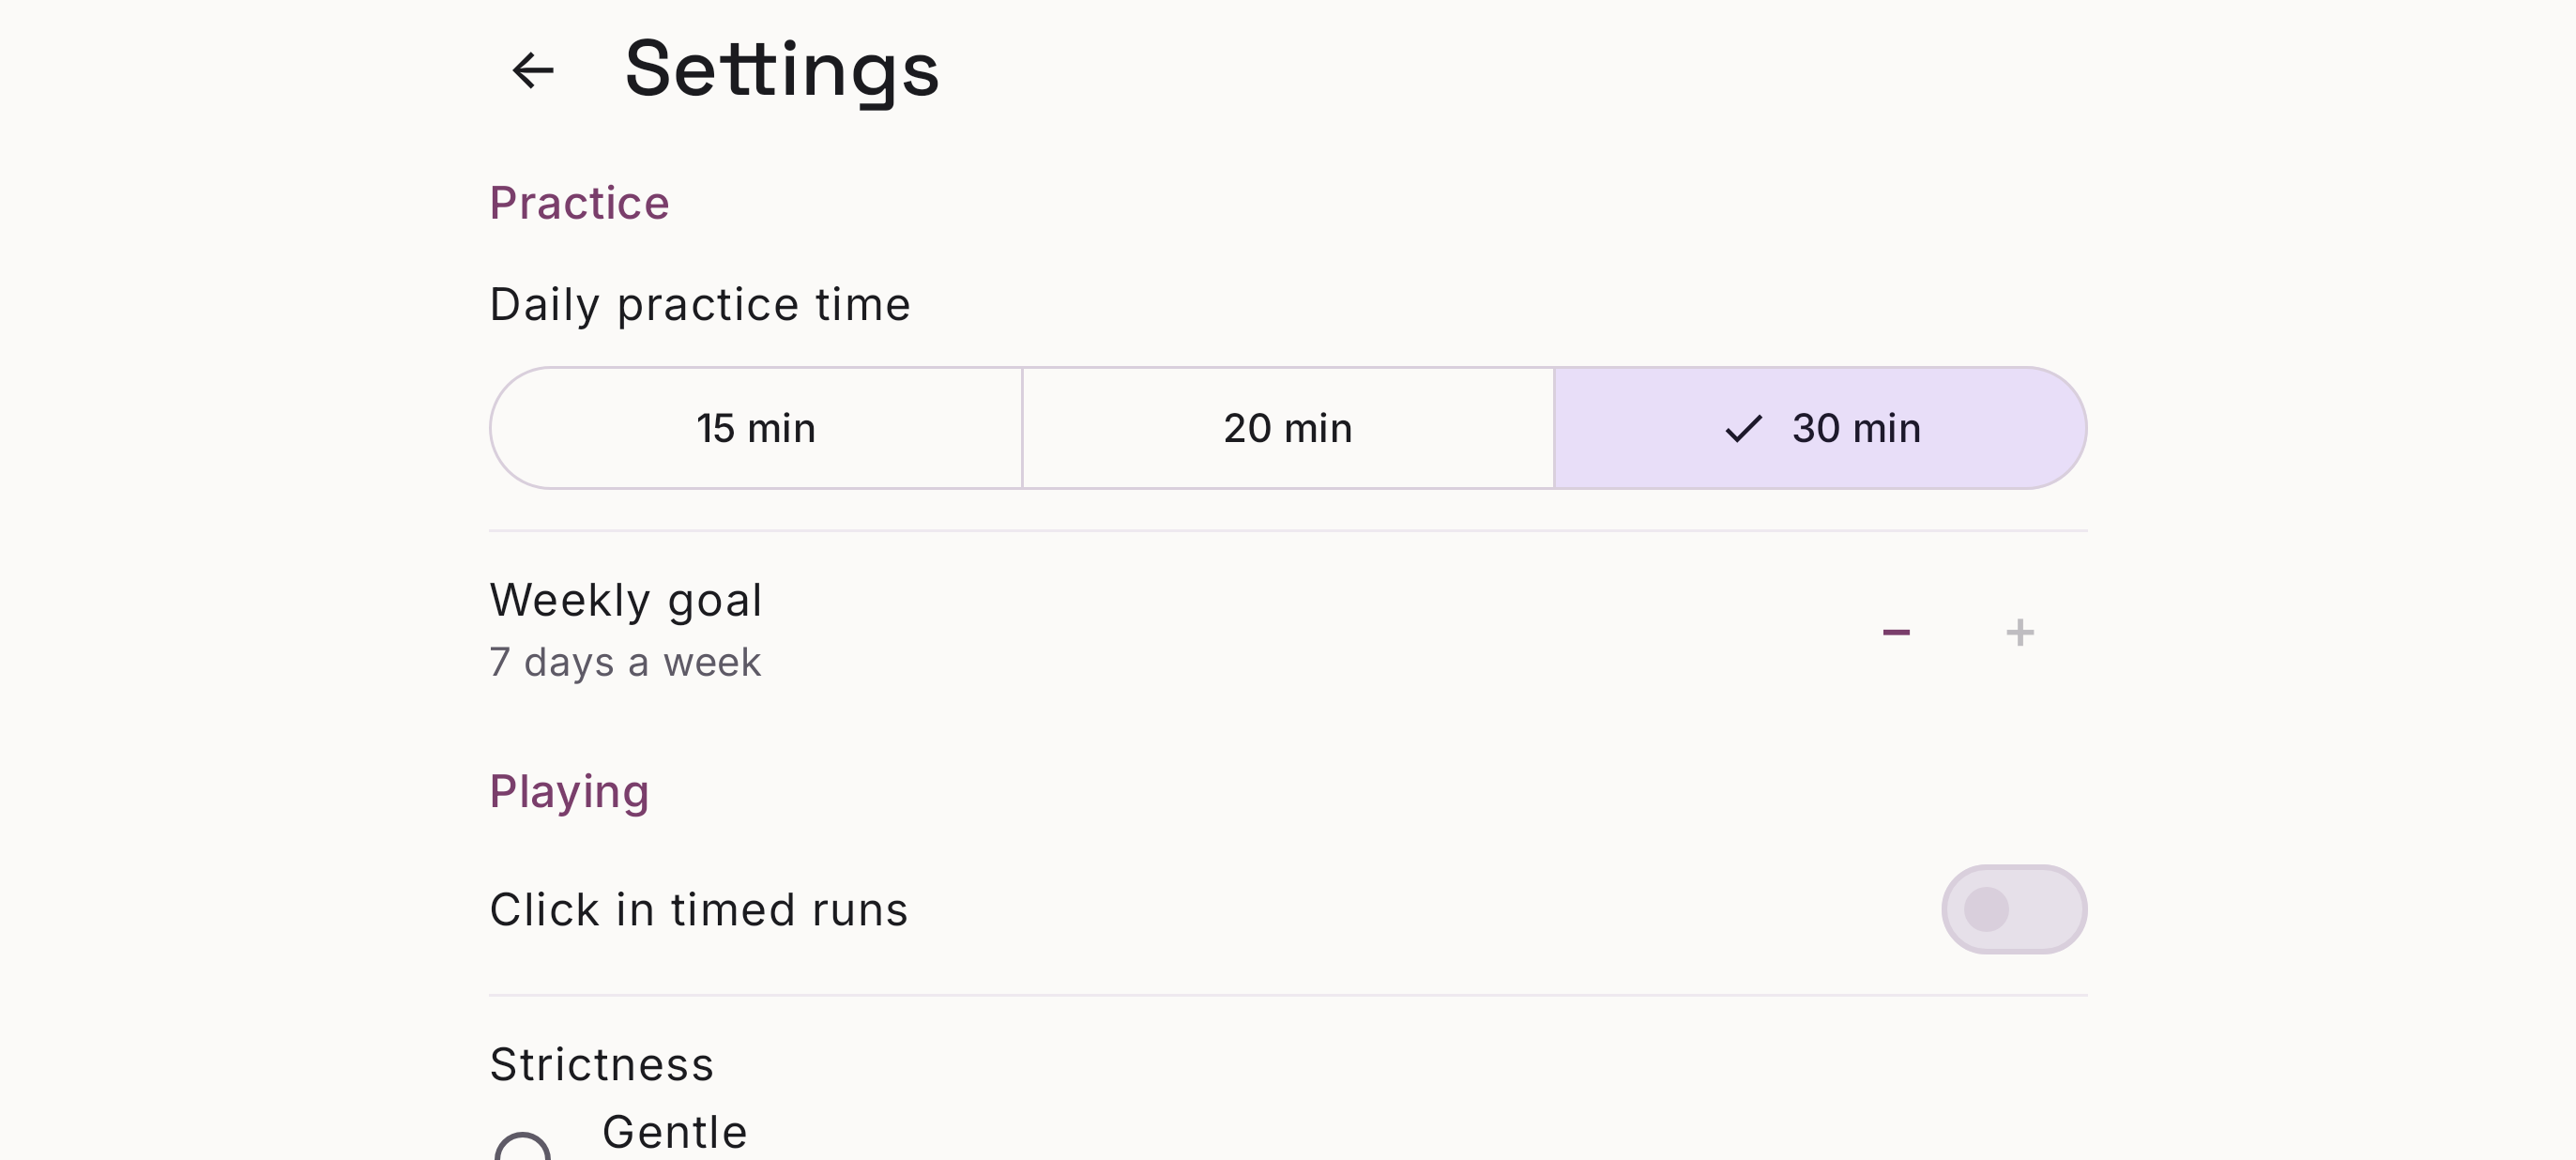 Settings
Practice
Daily practice time
15 min 20 min 30 min
Weekly goal
7 days a week
Playing
Click in timed runs
Strictness
Gentle